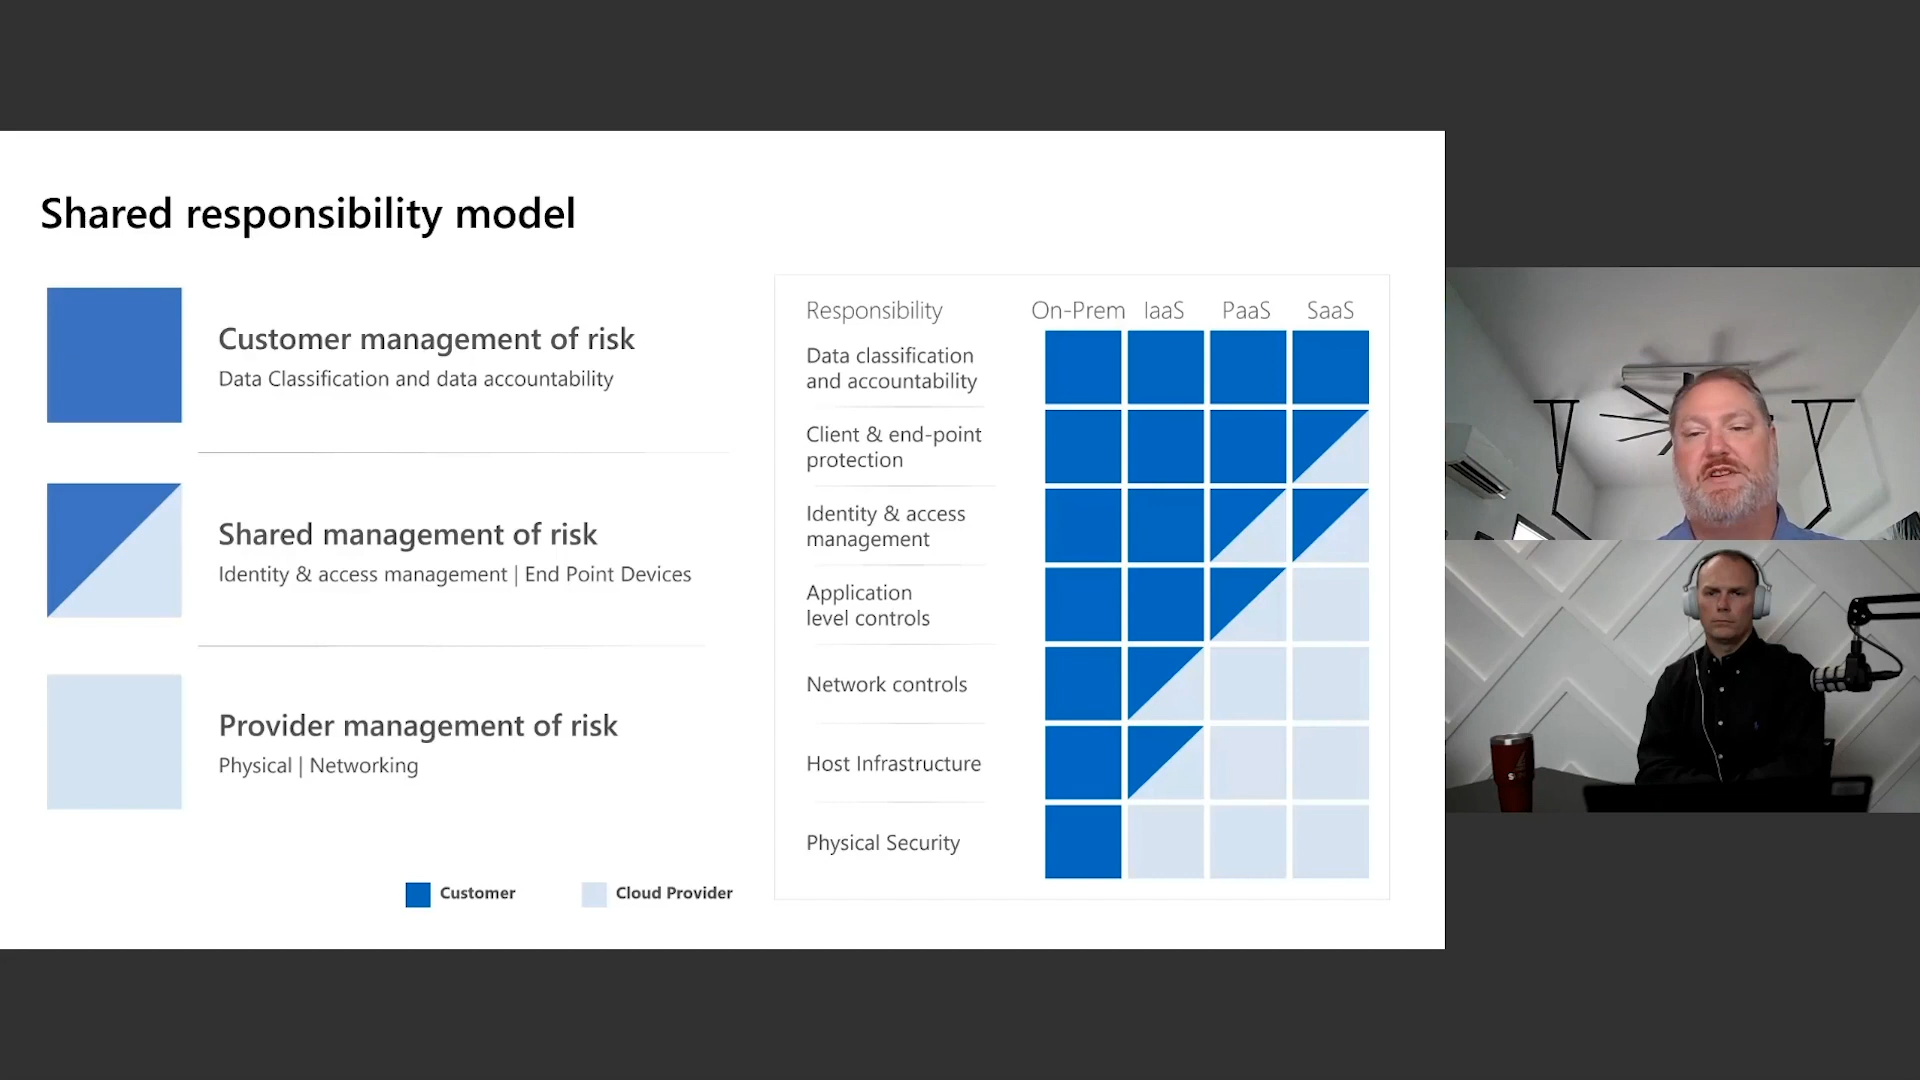 Shared responsibility model
Customer management of risk
Data Classification and data accountability
Shared management of risk
Identity & access management | End Point Devices
Provider management of risk
Physical | Networking
Customer
Cloud Provider
Responsibility On-Prem IaaS PaaS SaaS
Data classification
and accountability
Client & end-point
protection
Identity & access
management
Application
level controls
Network controls
Host Infrastructure
Physical Security